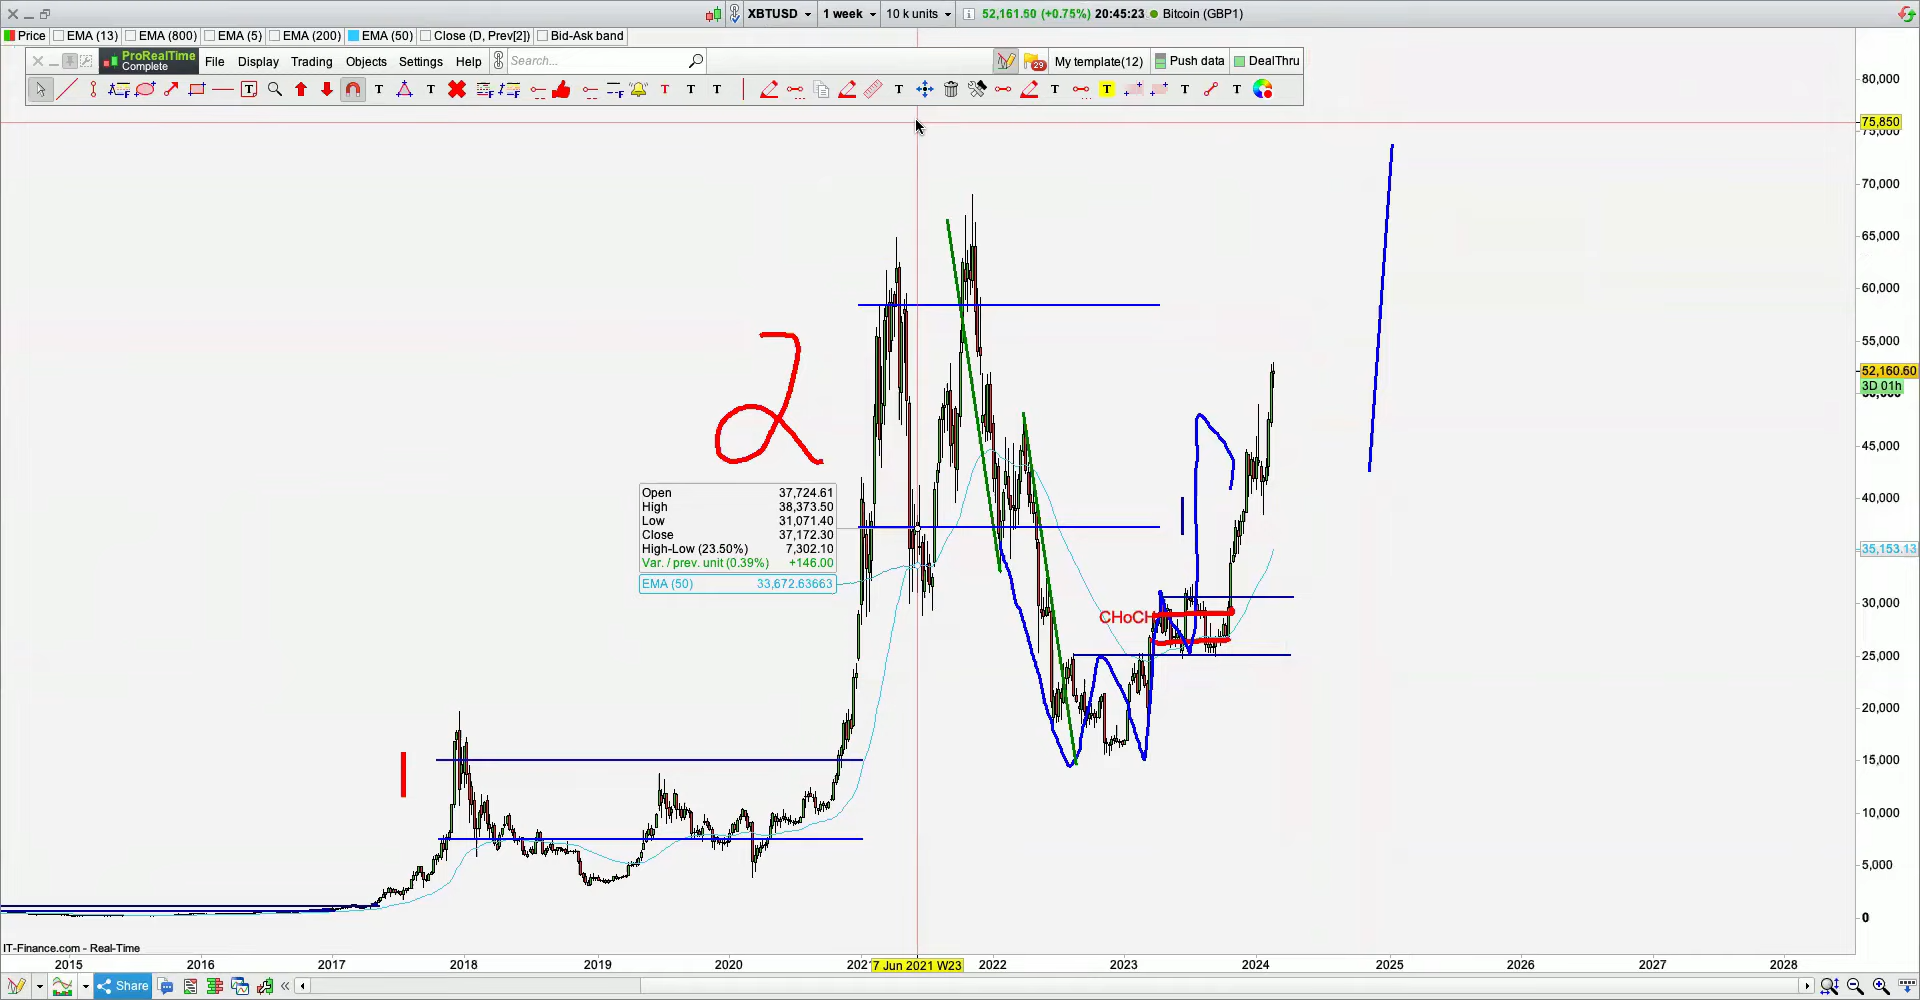 XBTUSD 1 week 10 k units 52,161.50 (+0.75%) 20:45:23 Bitcoin (GBP1)
Price EMA (13) EMA (800) EMA (5) EMA (200) EMA (50) Close (D, Prev[2]) Bid-Ask band
ProRealTime
Complete
File Display Trading Objects Settings Help Search... 29 My template(12) Push data DealThru
T T T T T T T T T T T
80,000
75,850
75,000
70,000
65,000
60,000
55,000
52,160.60
3D 01h
50,000
45,000
40,000
35,153.13
30,000
25,000
20,000
15,000
10,000
5,000
0
2
Open 37,724.61
High 38,373.50
Low 31,071.40
Close 37,172.30
High-Low (23.50%) 7,302.10
Var. / prev. unit (0.39%) +146.00
EMA (50) 33,672.63663
CHoCH
IT-Finance.com - Real-Time
2015 2016 2017 2018 2019 2020 2021 7 Jun 2021 W23 2022 2023 2024 2025 2026 2027 2028
Share